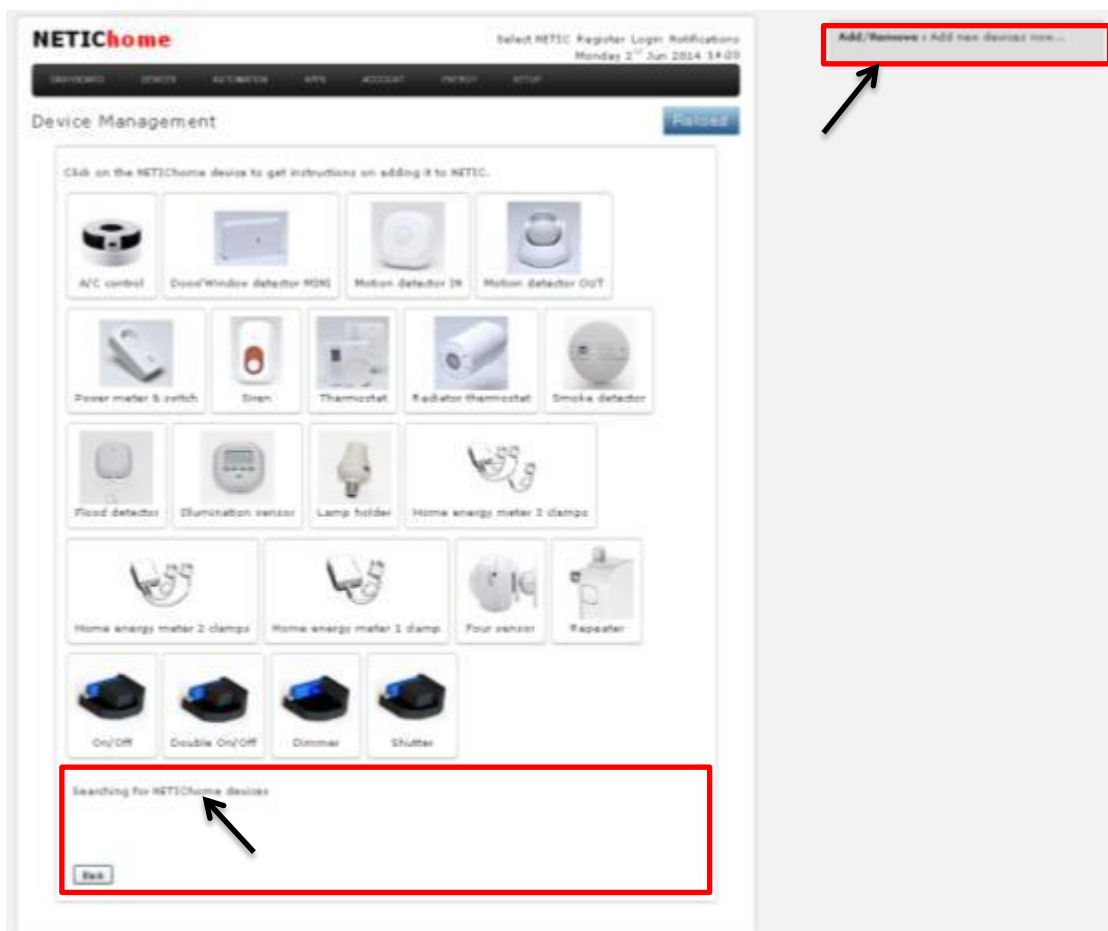 NETIChome
Select NETIC Register Login Notifications
Monday 2nd Jun 2014 14:09
Add/Remove : Add new devices now...
DASHBOARD DEVICES AUTOMATION APPS ACCOUNT ENERGY SETUP
Device Management
Reload
Click on the NETIChome device to get instructions on adding it to NETIC.
A/C control Door/Window detector MINI Motion detector IN Motion detector OUT
Power meter & switch Siren Thermostat Radiator thermostat Smoke detector
Flood detector Illumination sensor Lamp holder Home energy meter 3 clamps
Home energy meter 2 clamps Home energy meter 1 clamp Four sensor Repeater
On/Off Double On/Off Dimmer Shutter
Searching for NETIChome devices
Back